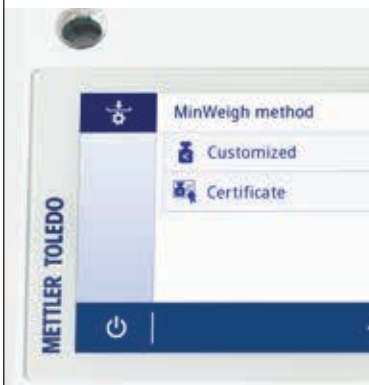 MinWeigh method
Customized
Certificate
METTLER TOLEDO